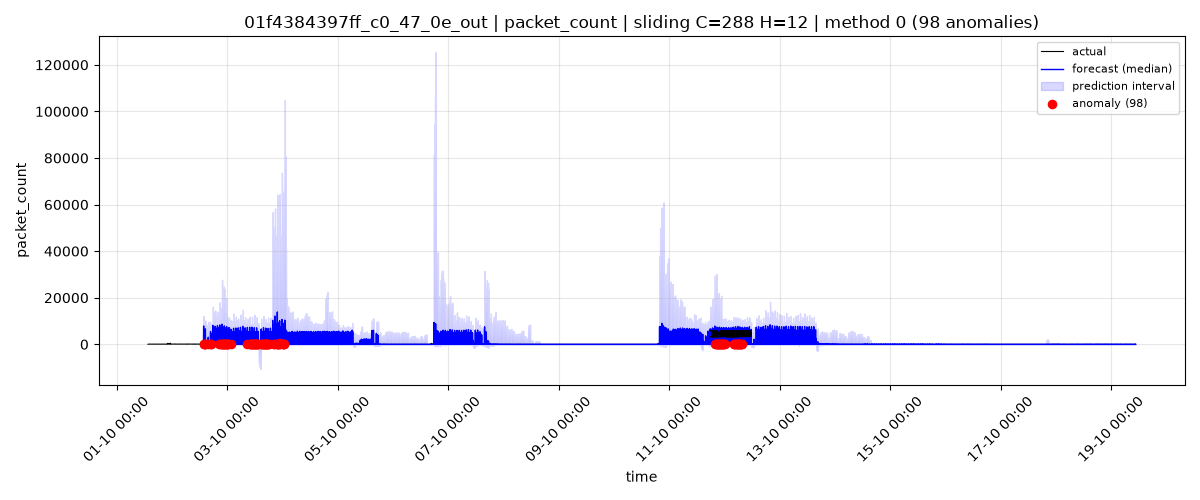 01f4384397ff_c0_47_0e_out | packet_count | sliding C=288 H=12 | method 0 (98 anomalies)
actual
forecast (median)
prediction interval
anomaly (98)
120000
100000
80000
60000
40000
20000
0
packet_count
01-10 00:00
03-10 00:00
05-10 00:00
07-10 00:00
09-10 00:00
11-10 00:00
13-10 00:00
15-10 00:00
17-10 00:00
19-10 00:00
time